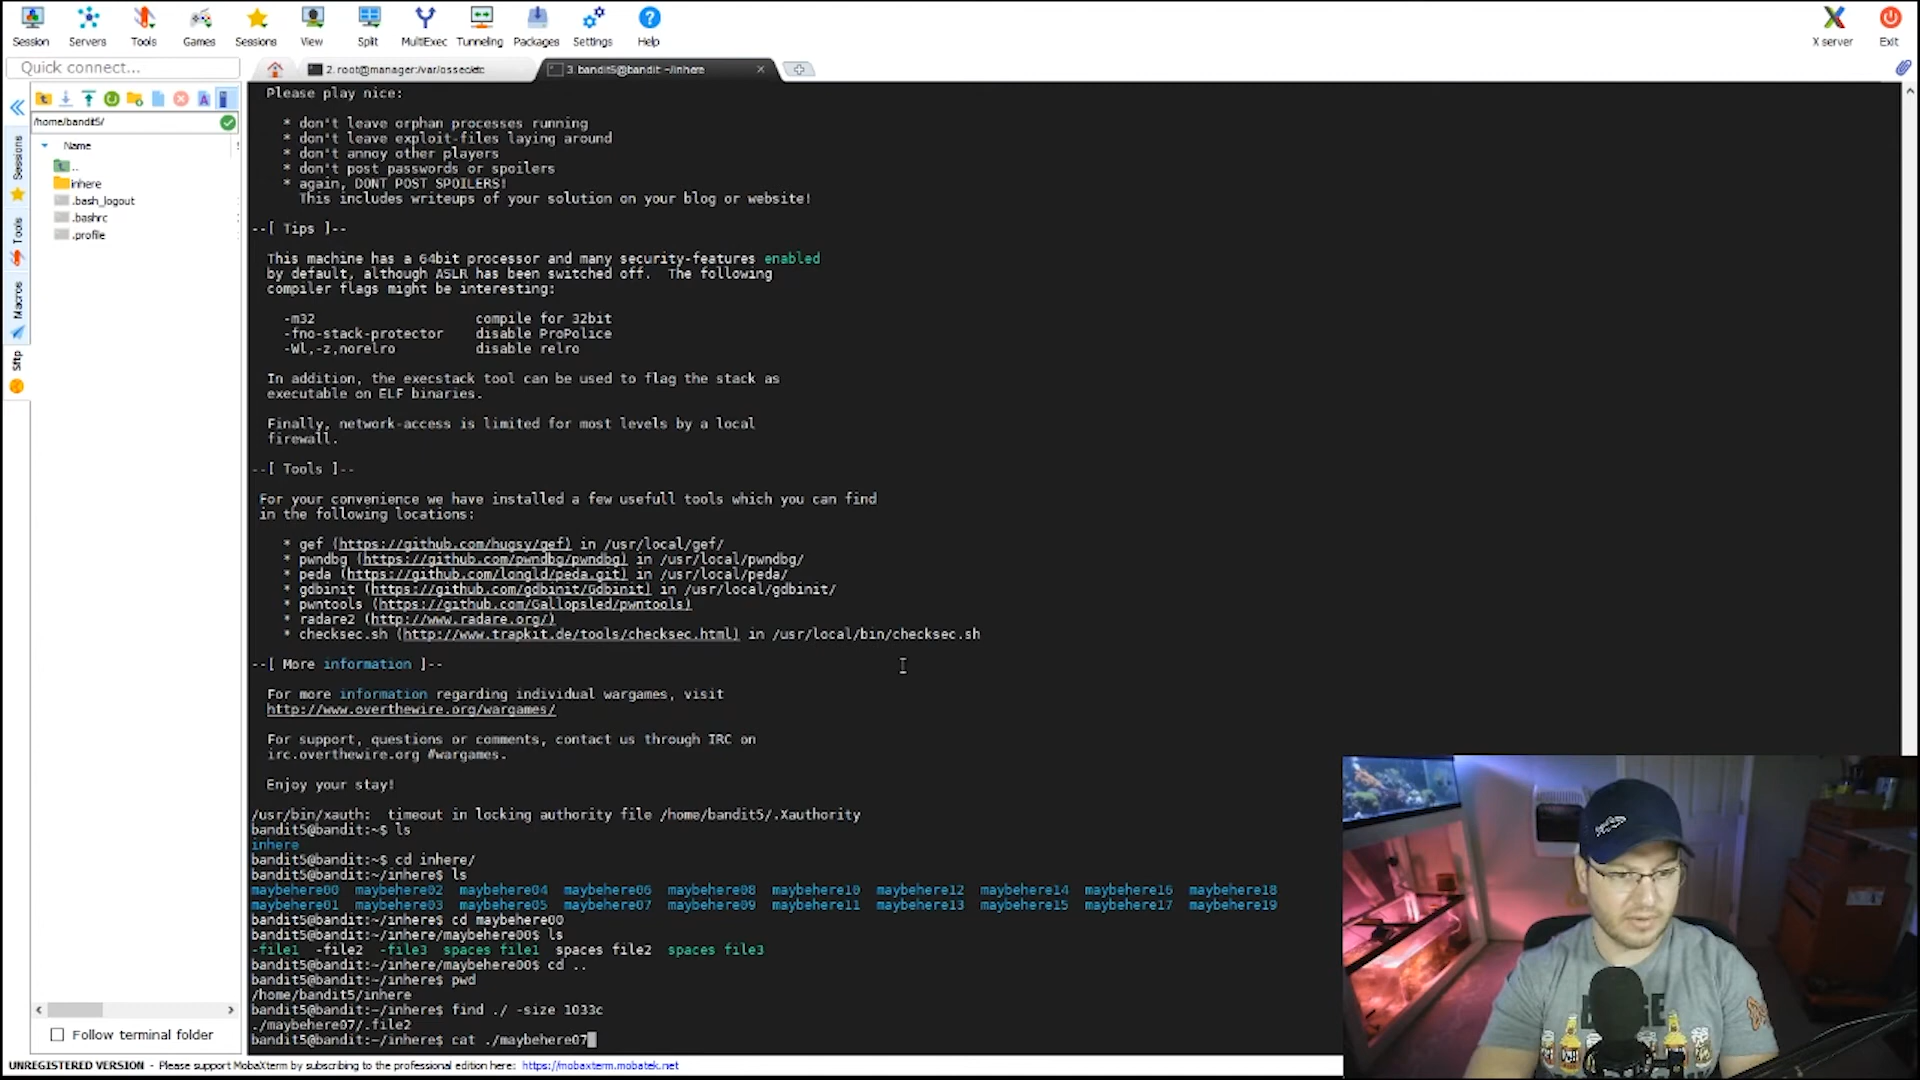 Session Servers Tools Games Sessions View Split MultiExec Tunneling Packages Settings Help X server Exit
Quick connect...
2. root@manager:/var/ossec/etc
3. bandit5@bandit: ~/inhere
/home/bandit5/
Name
..
inhere
.bash_logout
.bashrc
.profile
Sessions
Tools
Macros
Sftp
Please play nice:
* don't leave orphan processes running
* don't leave exploit-files laying around
* don't annoy other players
* don't post passwords or spoilers
* again, DONT POST SPOILERS!
This includes writeups of your solution on your blog or website!
--[ Tips ]--
This machine has a 64bit processor and many security-features enabled
by default, although ASLR has been switched off. The following
compiler flags might be interesting:
-m32 compile for 32bit
-fno-stack-protector disable ProPolice
-Wl,-z,norelro disable relro
In addition, the execstack tool can be used to flag the stack as
executable on ELF binaries.
Finally, network-access is limited for most levels by a local
firewall.
--[ Tools ]--
For your convenience we have installed a few usefull tools which you can find
in the following locations:
* gef (https://github.com/hugsy/gef) in /usr/local/gef/
* pwndbg (https://github.com/pwndbg/pwndbg) in /usr/local/pwndbg/
* peda (https://github.com/longld/peda.git) in /usr/local/peda/
* gdbinit (https://github.com/gdbinit/Gdbinit) in /usr/local/gdbinit/
* pwntools (https://github.com/Gallopsled/pwntools)
* radare2 (http://www.radare.org/)
* checksec.sh (http://www.trapkit.de/tools/checksec.html) in /usr/local/bin/checksec.sh
--[ More information ]--
For more information regarding individual wargames, visit
http://www.overthewire.org/wargames/
For support, questions or comments, contact us through IRC on
irc.overthewire.org #wargames.
Enjoy your stay!
/usr/bin/xauth: timeout in locking authority file /home/bandit5/.Xauthority
bandit5@bandit:~$ ls
inhere
bandit5@bandit:~$ cd inhere/
bandit5@bandit:~/inhere$ ls
maybehere00 maybehere02 maybehere04 maybehere06 maybehere08 maybehere10 maybehere12 maybehere14 maybehere16 maybehere18
maybehere01 maybehere03 maybehere05 maybehere07 maybehere09 maybehere11 maybehere13 maybehere15 maybehere17 maybehere19
bandit5@bandit:~/inhere$ cd maybehere00
bandit5@bandit:~/inhere/maybehere00$ ls
-file1 -file2 -file3 spaces file1 spaces file2 spaces file3
bandit5@bandit:~/inhere/maybehere00$ cd ..
bandit5@bandit:~/inhere$ pwd
/home/bandit5/inhere
bandit5@bandit:~/inhere$ find ./ -size 1033c
./maybehere07/.file2
bandit5@bandit:~/inhere$ cat ./maybehere07
Follow terminal folder
UNREGISTERED VERSION - Please support MobaXterm by subscribing to the professional edition here: https://mobaxterm.mobatek.net